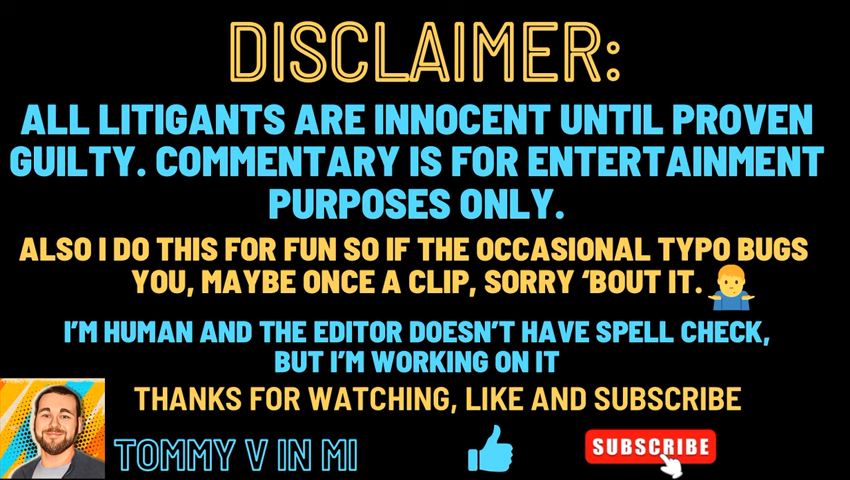 DISCLAIMER:
ALL LITIGANTS ARE INNOCENT UNTIL PROVEN
GUILTY. COMMENTARY IS FOR ENTERTAINMENT
PURPOSES ONLY.
ALSO I DO THIS FOR FUN SO IF THE OCCASIONAL TYPO BUGS
YOU, MAYBE ONCE A CLIP, SORRY ‘BOUT IT.
I’M HUMAN AND THE EDITOR DOESN’T HAVE SPELL CHECK,
BUT I’M WORKING ON IT
THANKS FOR WATCHING, LIKE AND SUBSCRIBE
TOMMY V IN MI
SUBSCRIBE